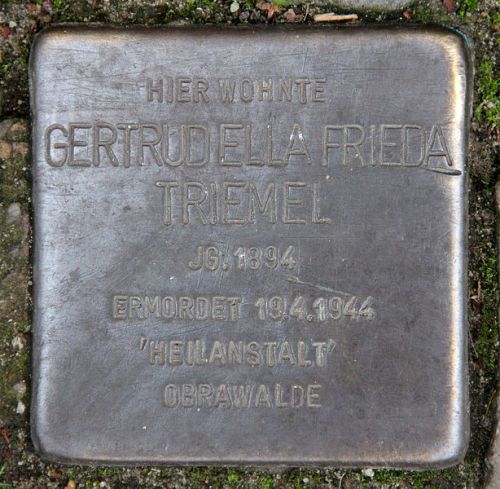 HIER WOHNTE
GERTRUD ELLA FRIEDA
TRIEMEL
JG. 1894
ERMORDET 19.4.1944
'HEILANSTALT'
OBRAWALDE